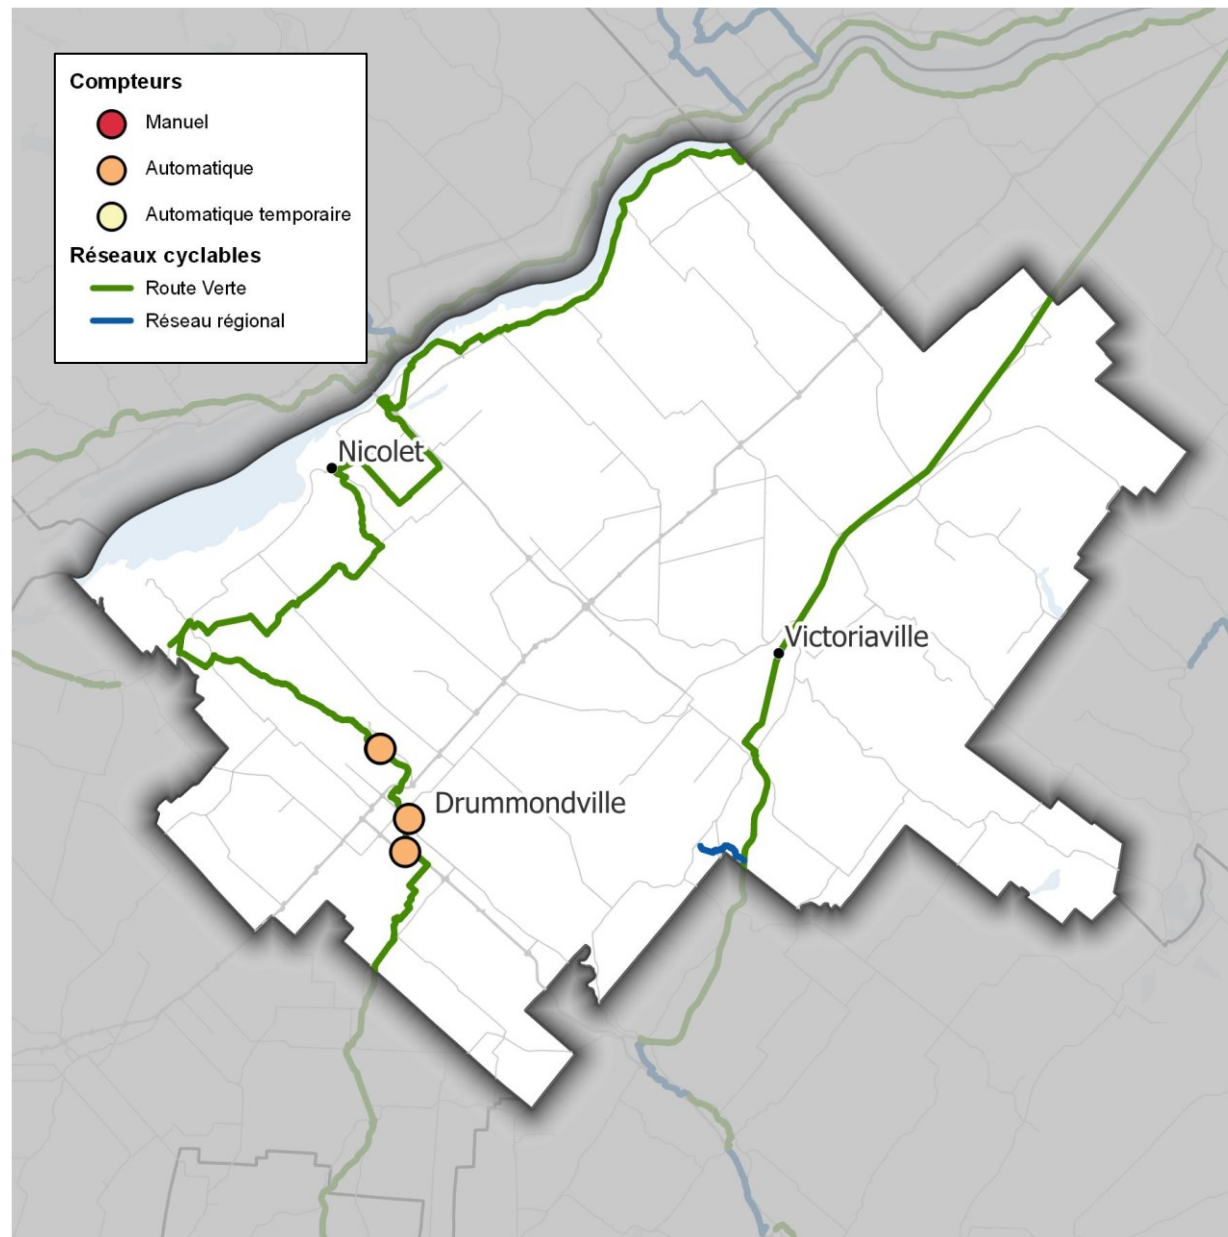 Compteurs
Manuel
Automatique
Automatique temporaire
Réseaux cyclables
Route Verte
Réseau régional
Nicolet
Victoriaville
Drummondville